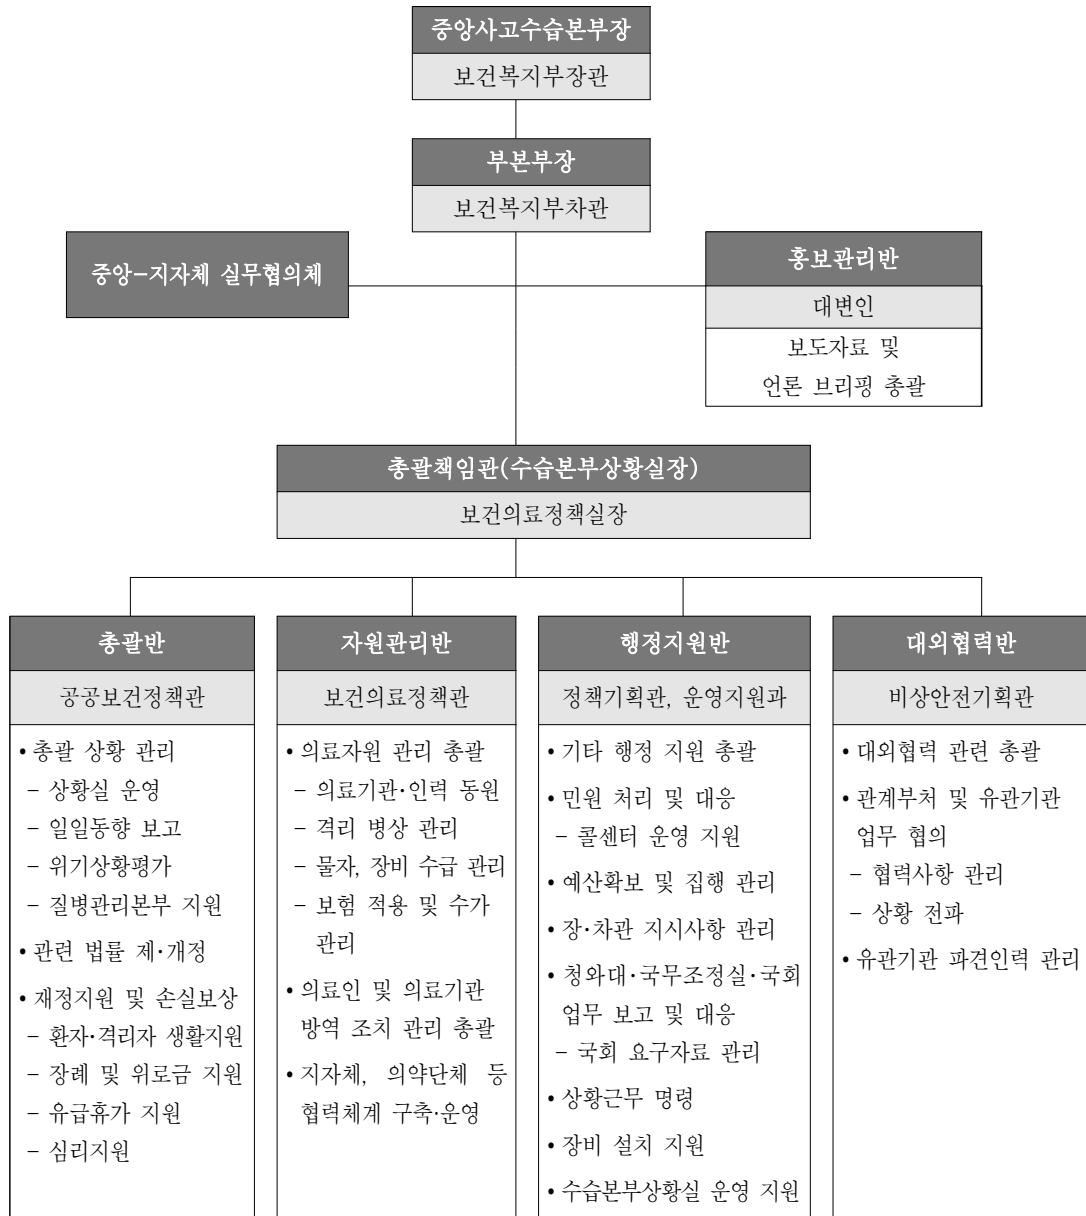 중앙사고수습본부장
보건복지부장관
부본부장
보건복지부차관
중앙-지자체 실무협의체
홍보관리반
대변인
보도자료 및
언론 브리핑 총괄
총괄책임관(수습본부상황실장)
보건의료정책실장
총괄반
공공보건정책관
• 총괄 상황 관리
- 상황실 운영
- 일일동향 보고
- 위기상황평가
- 질병관리본부 지원
• 관련 법률 제·개정
• 재정지원 및 손실보상
- 환자·격리자 생활지원
- 장례 및 위로금 지원
- 유급휴가 지원
- 심리지원
자원관리반
보건의료정책관
• 의료자원 관리 총괄
- 의료기관·인력 동원
- 격리 병상 관리
- 물자, 장비 수급 관리
- 보험 적용 및 수가
관리
• 의료인 및 의료기관
방역 조치 관리 총괄
• 지자체, 의약단체 등
협력체계 구축·운영
행정지원반
정책기획관, 운영지원과
• 기타 행정 지원 총괄
• 민원 처리 및 대응
- 콜센터 운영 지원
• 예산확보 및 집행 관리
• 장·차관 지시사항 관리
• 청와대·국무조정실·국회
업무 보고 및 대응
- 국회 요구자료 관리
• 상황근무 명령
• 장비 설치 지원
• 수습본부상황실 운영 지원
대외협력반
비상안전기획관
• 대외협력 관련 총괄
• 관계부처 및 유관기관
업무 협의
- 협력사항 관리
- 상황 전파
• 유관기관 파견인력 관리